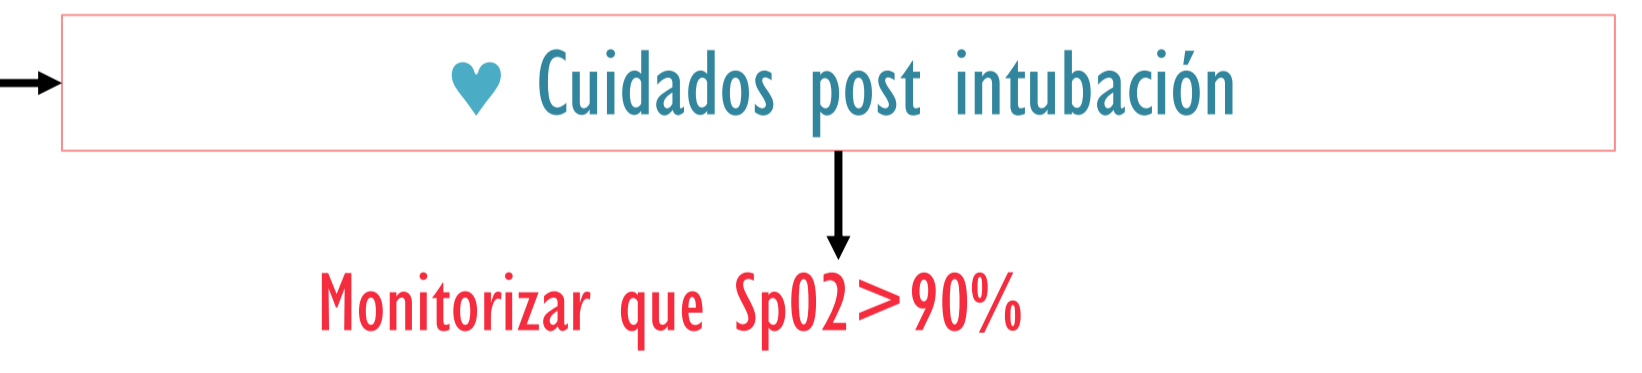 ♥ Cuidados post intubación
Monitorizar que Sp02>90%